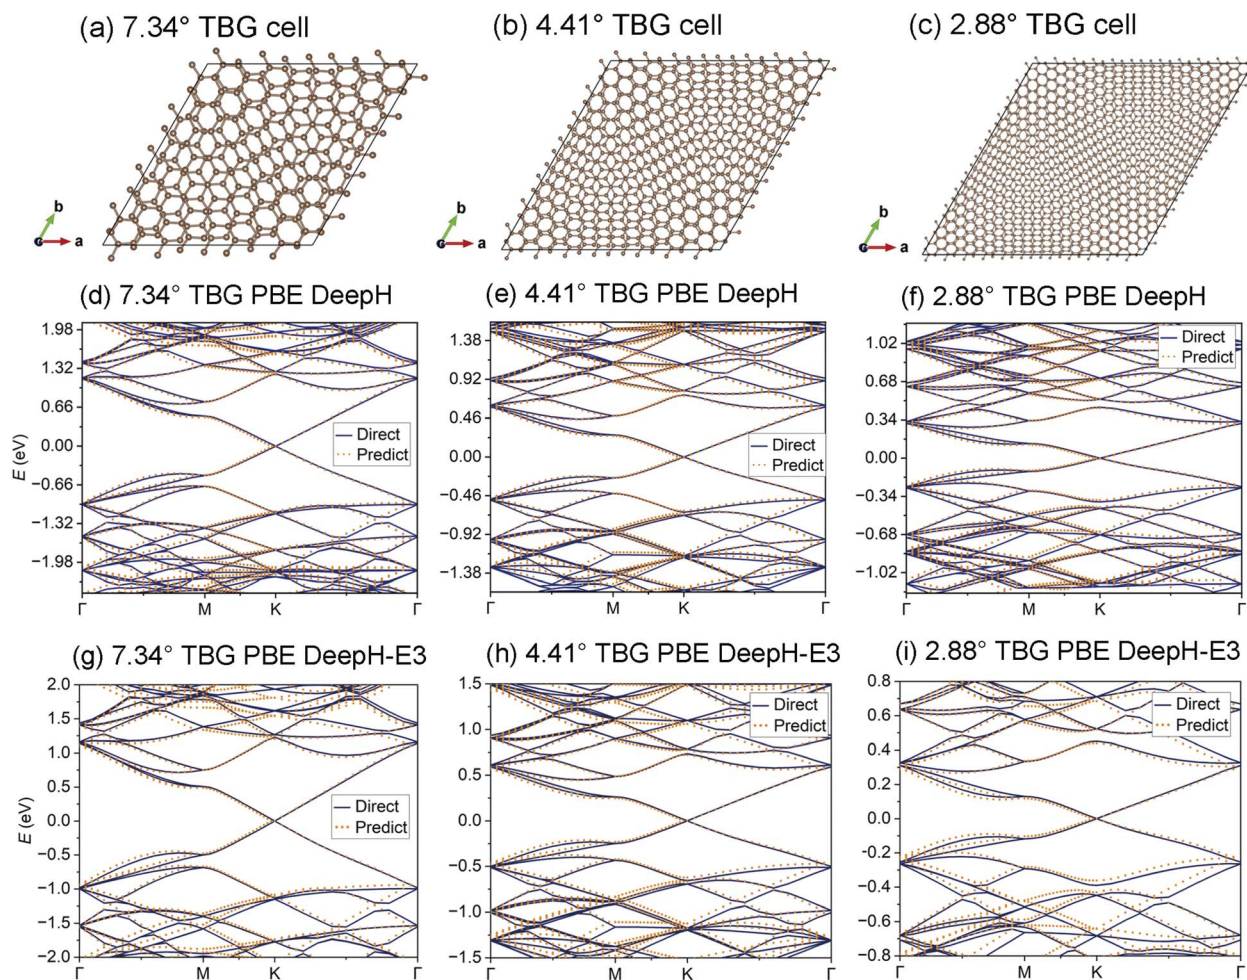 (a) 7.34° TBG cell
(b) 4.41° TBG cell
(c) 2.88° TBG cell
b
a
c
b
a
c
b
a
c
(d) 7.34° TBG PBE DeepH
(e) 4.41° TBG PBE DeepH
(f) 2.88° TBG PBE DeepH
E (eV)
1.98
1.32
0.66
0.00
−0.66
−1.32
−1.98
Direct
Predict
Γ M K Γ
1.38
0.92
0.46
0.00
−0.46
−0.92
−1.38
Direct
Predict
Γ M K Γ
1.02
0.68
0.34
0.00
−0.34
−0.68
−1.02
Direct
Predict
Γ M K Γ
(g) 7.34° TBG PBE DeepH-E3
(h) 4.41° TBG PBE DeepH-E3
(i) 2.88° TBG PBE DeepH-E3
E (eV)
2.0
1.5
1.0
0.5
0.0
−0.5
−1.0
−1.5
−2.0
Direct
Predict
Γ M K Γ
1.5
1.0
0.5
0.0
−0.5
−1.0
−1.5
Direct
Predict
Γ M K Γ
0.8
0.6
0.4
0.2
0.0
−0.2
−0.4
−0.6
−0.8
Direct
Predict
Γ M K Γ